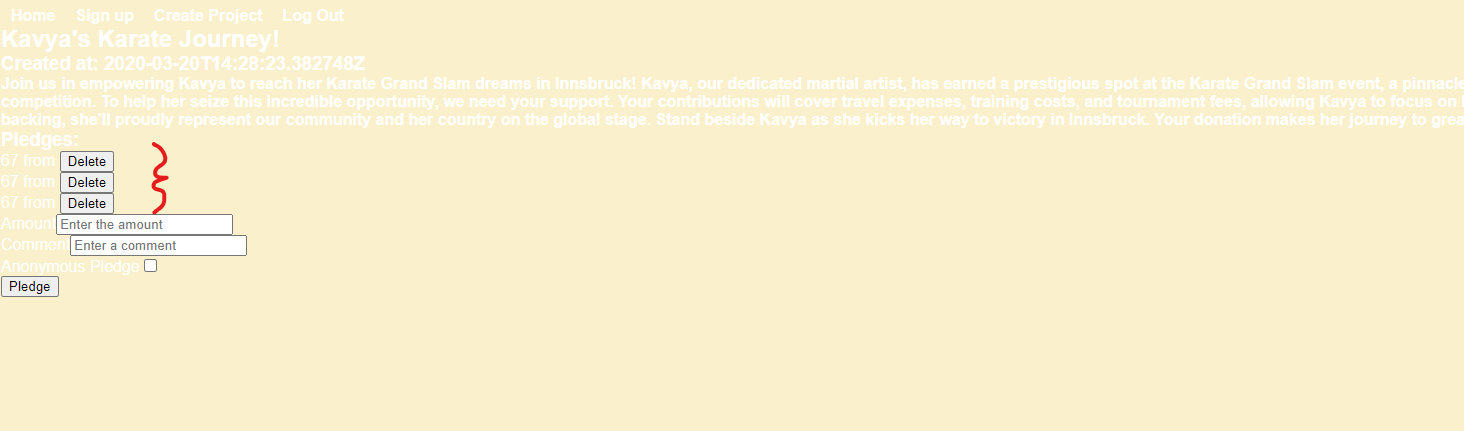 Home Sign up Create Project Log Out
Kavya's Karate Journey!
Created at: 2020-03-20T14:28:23.382748Z
Join us in empowering Kavya to reach her Karate Grand Slam dreams in Innsbruck! Kavya, our dedicated martial artist, has earned a prestigious spot at the Karate Grand Slam event, a pinnacle
competition. To help her seize this incredible opportunity, we need your support. Your contributions will cover travel expenses, training costs, and tournament fees, allowing Kavya to focus on
backing, she'll proudly represent our community and her country on the global stage. Stand beside Kavya as she kicks her way to victory in Innsbruck. Your donation makes her journey to
Pledges:
67 from Delete
67 from Delete
67 from Delete
Amount Enter the amount
Comment Enter a comment
Anonymous Pledge
Pledge